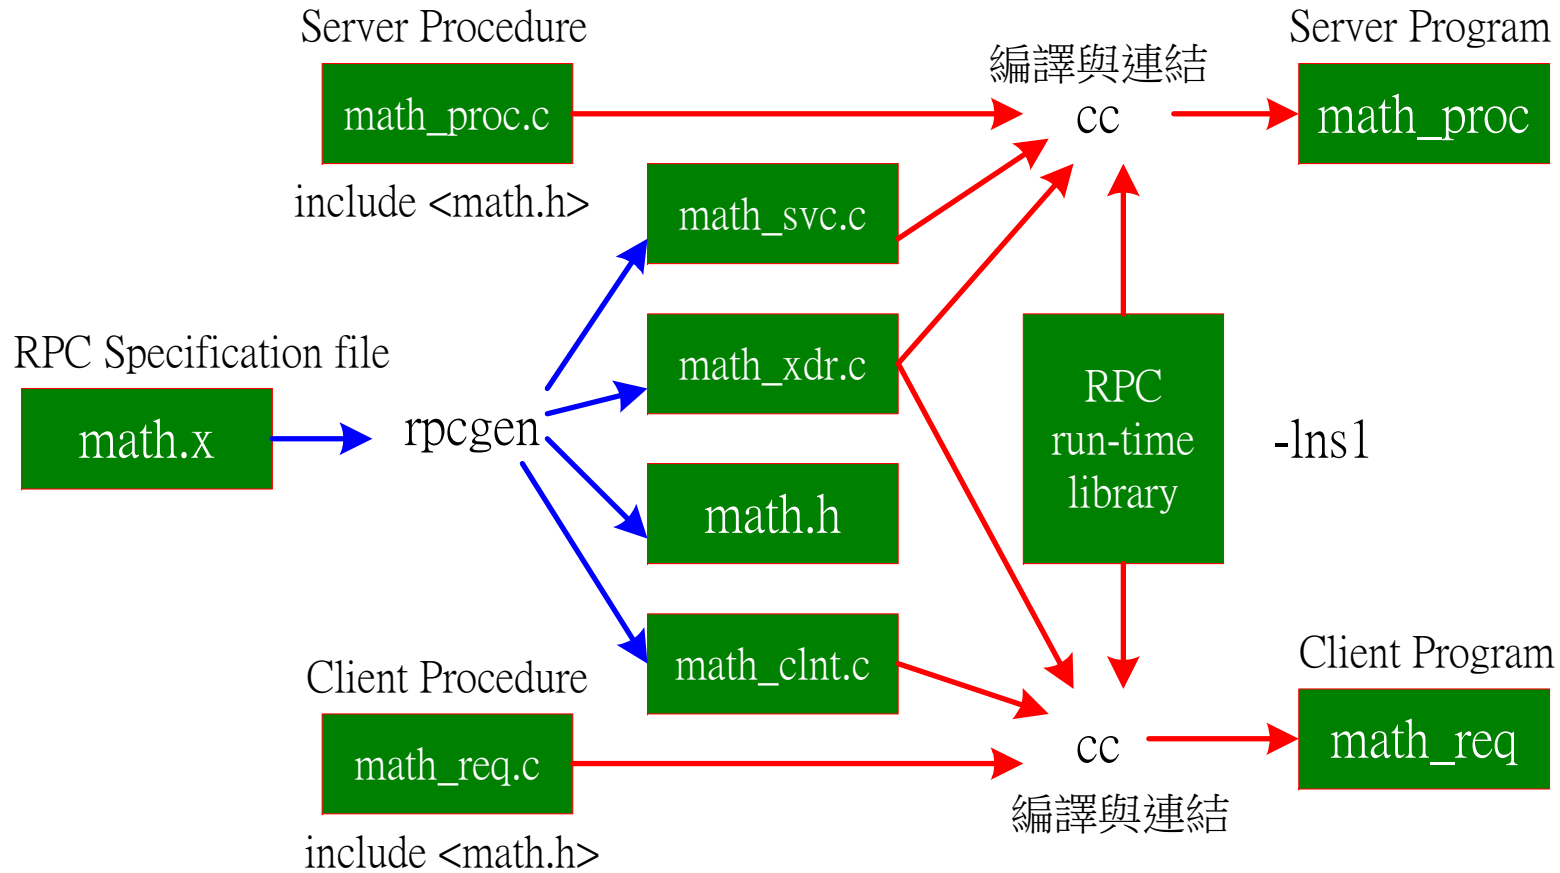 Server Procedure
math_proc.c
include <math.h>
編譯與連結
cc
Server Program
math_proc
math_svc.c
RPC Specification file
math.x
rpcgen
math_xdr.c
math.h
math_clnt.c
RPC
run-time
library
-lns1
Client Procedure
math_req.c
include <math.h>
cc
編譯與連結
Client Program
math_req